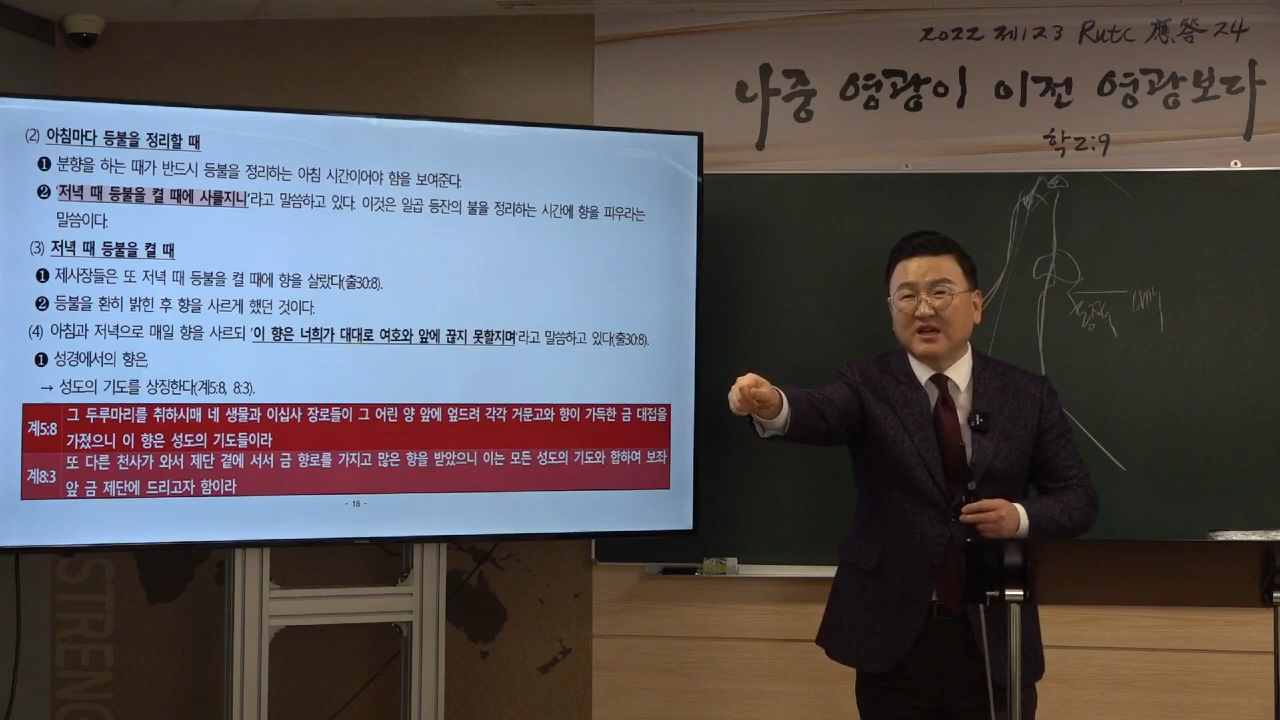 2022 제123 Rutc 應答 24
나중 영광이 이전 영광보다
학2:9
(2) 아침마다 등불을 정리할 때
❶ 분향을 하는 때가 반드시 등불을 정리하는 아침 시간이어야 함을 보여준다.
❷ '저녁 때 등불을 켤 때에 사를지니'라고 말씀하고 있다. 이것은 일곱 등잔의 불을 정리하는 시간에 향을 피우라는
말씀이다.
(3) 저녁 때 등불을 켤 때
❶ 제사장들은 또 저녁 때 등불을 켤 때에 향을 살랐다(출30:8).
❷ 등불을 환히 밝힌 후 향을 사르게 했던 것이다.
(4) 아침과 저녁으로 매일 향을 사르되 '이 향은 너희가 대대로 여호와 앞에 끊지 못할지며'라고 말씀하고 있다(출30:8).
❶ 성경에서의 향은,
→ 성도의 기도를 상징한다(계5:8, 8:3).
계5:8 그 두루마리를 취하시매 네 생물과 이십사 장로들이 그 어린 양 앞에 엎드려 각각 거문고와 향이 가득한 금 대접을
가졌으니 이 향은 성도의 기도들이라
계8:3 또 다른 천사가 와서 제단 곁에 서서 금 향로를 가지고 많은 향을 받았으니 이는 모든 성도의 기도와 합하여 보좌
앞 금 제단에 드리고자 함이라
- 18 -
STRENG